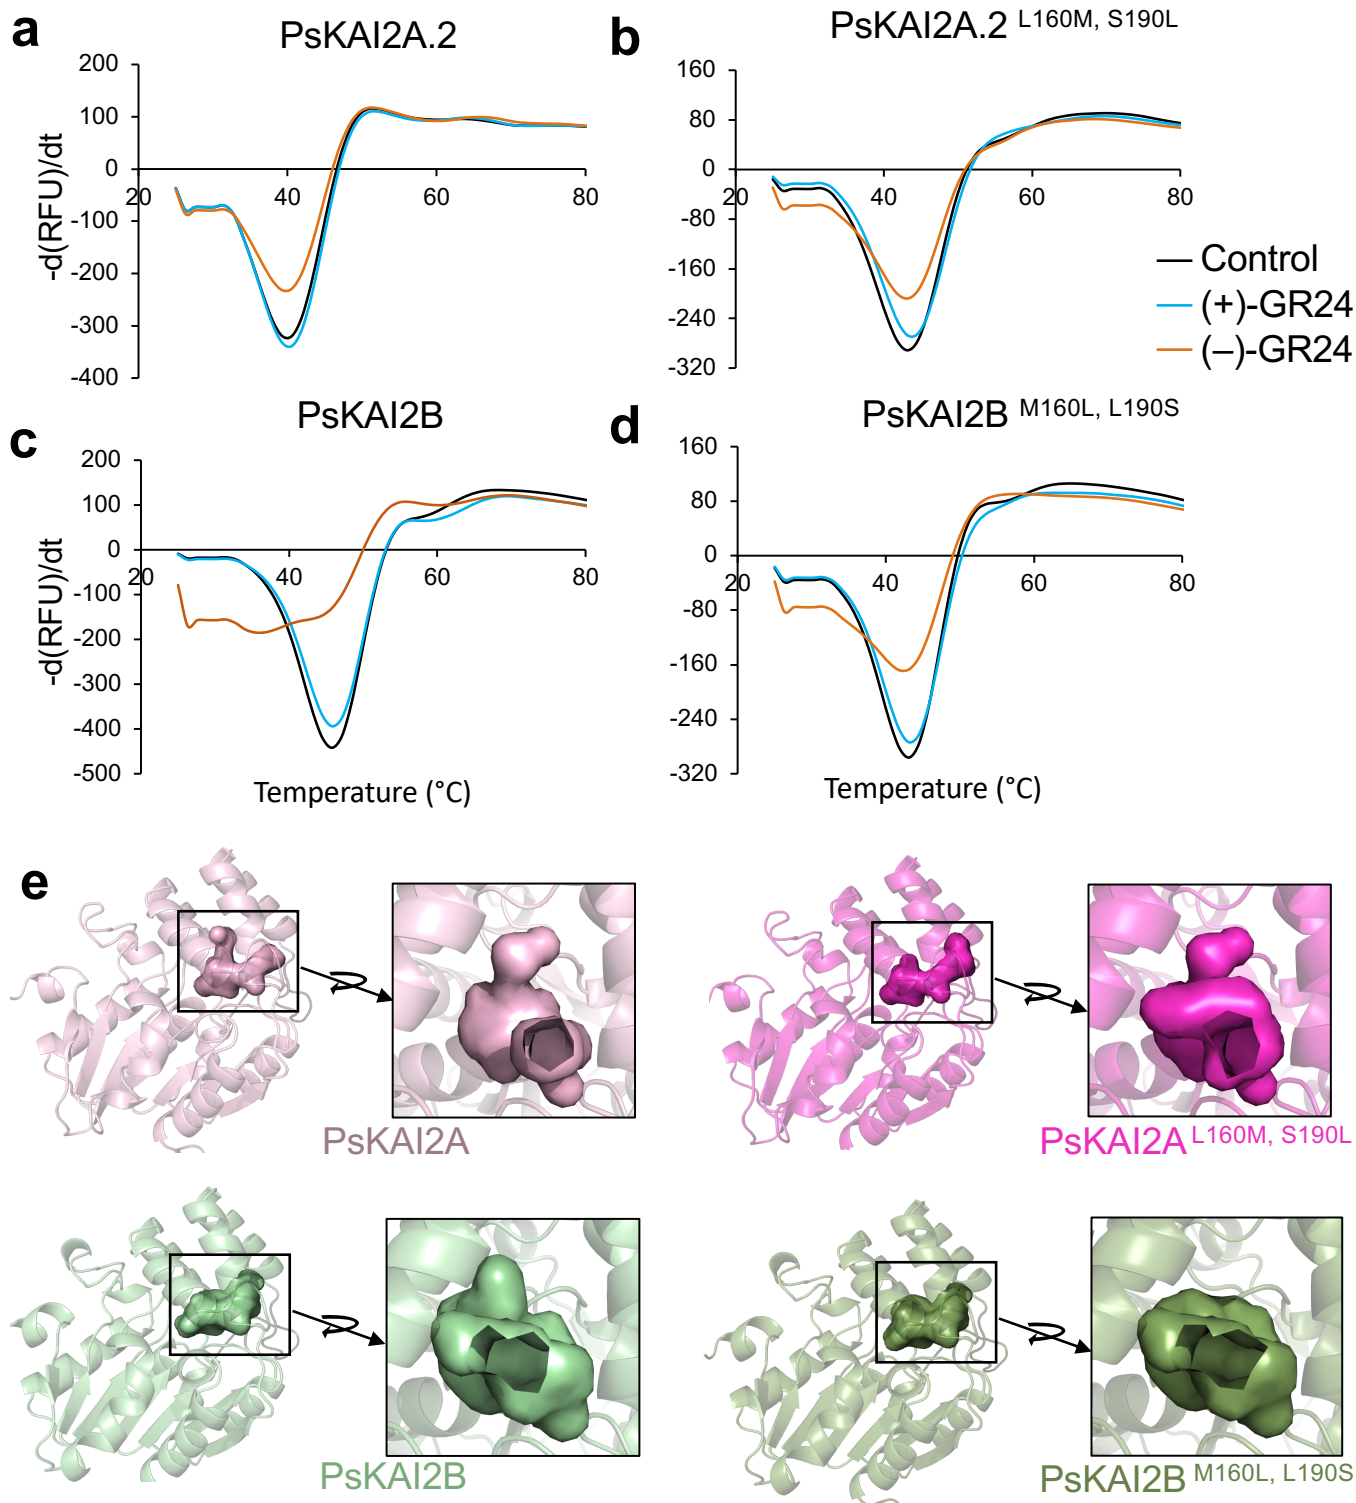 a
PsKAI2A.2
200
100
0
-100
-200
-300
-400
20
40
60
80
-d(RFU)/dt
b
PsKAI2A.2 L160M, S190L
160
80
0
-80
-160
-240
-320
20
40
60
80
Control
(+)-GR24
(–)-GR24
c
PsKAI2B
200
100
0
-100
-200
-300
-400
-500
20
40
60
80
-d(RFU)/dt
Temperature (°C)
d
PsKAI2B M160L, L190S
160
80
0
-80
-160
-240
-320
20
40
60
80
Temperature (°C)
e
PsKAI2A
PsKAI2A L160M, S190L
PsKAI2B
PsKAI2B M160L, L190S